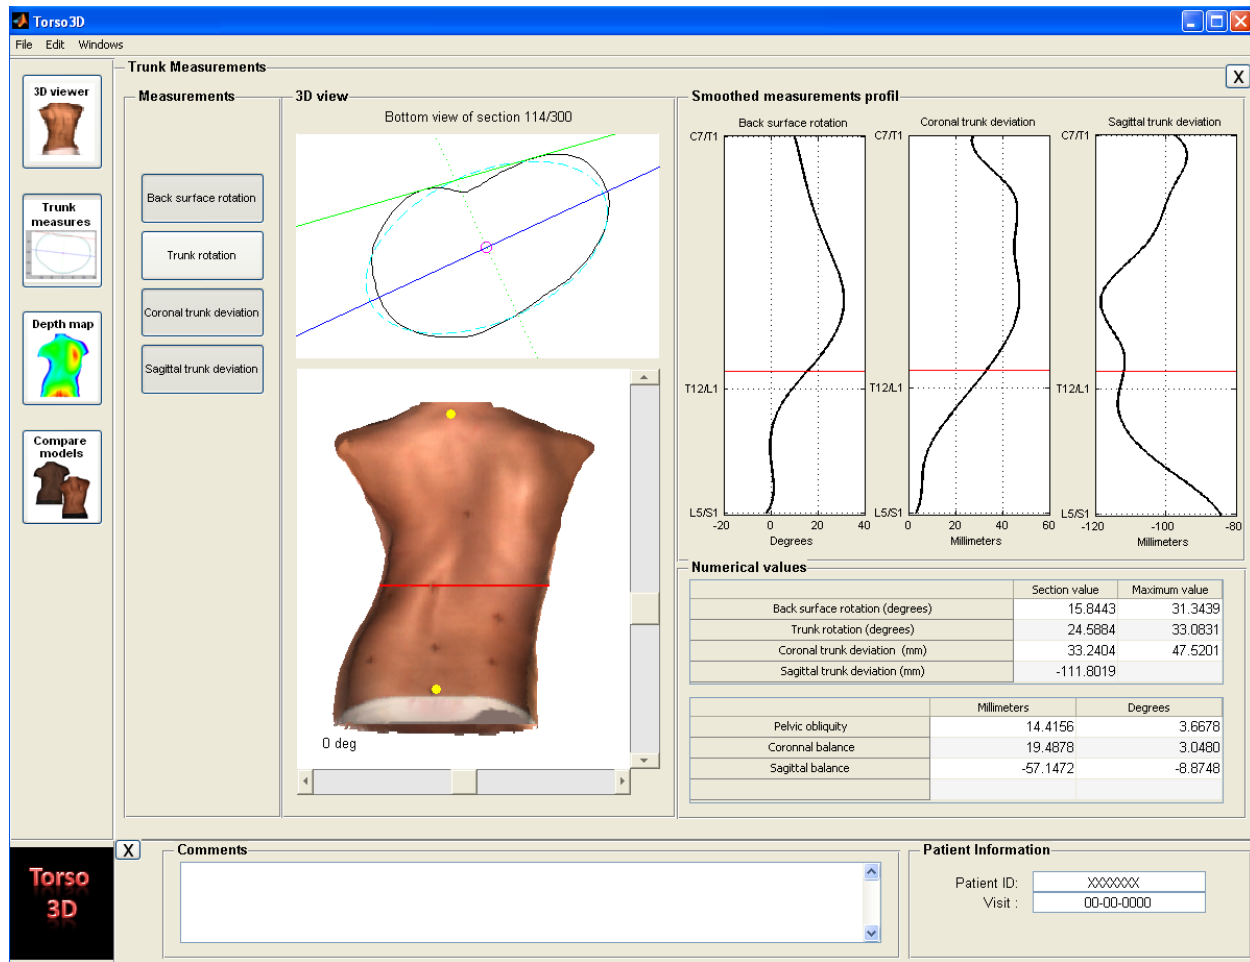 Torso3D
File Edit Windows
3D viewer
Trunk
measures
Depth map
Compare
models
Torso
3D
Trunk Measurements
X
Measurements
Back surface rotation
Trunk rotation
Coronal trunk deviation
Sagittal trunk deviation
3D view
Bottom view of section 114/300
0 deg
Smoothed measurements profil
Back surface rotation
C7/T1
T12/L1
L5/S1
-20 0 20 40
Degrees
Coronal trunk deviation
C7/T1
T12/L1
L5/S1
0 20 40 60
Millimeters
Sagittal trunk deviation
C7/T1
T12/L1
L5/S1
-120 -100 -80
Millimeters
Numerical values
Section value Maximum value
Back surface rotation (degrees) 15.8443 31.3439
Trunk rotation (degrees) 24.5884 33.0831
Coronal trunk deviation (mm) 33.2404 47.5201
Sagittal trunk deviation (mm) -111.8019
Millimeters Degrees
Pelvic obliquity 14.4156 3.6678
Coronnal balance 19.4878 3.0480
Sagittal balance -57.1472 -8.8748
X
Comments
Patient Information
Patient ID: XXXXXXX
Visit : 00-00-0000